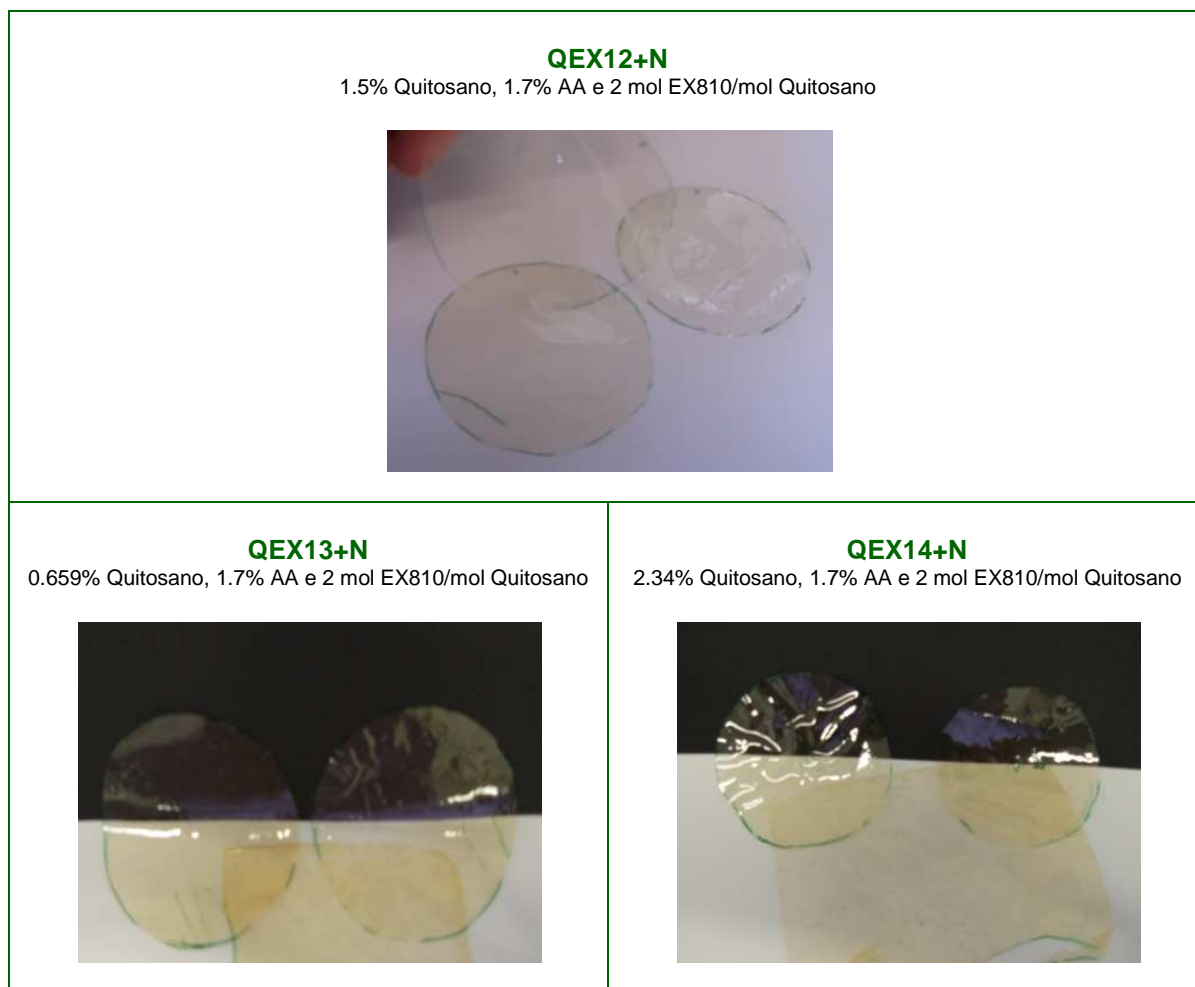 QEX12+N
1.5% Quitosano, 1.7% AA e 2 mol EX810/mol Quitosano
QEX13+N
0.659% Quitosano, 1.7% AA e 2 mol EX810/mol Quitosano
QEX14+N
2.34% Quitosano, 1.7% AA e 2 mol EX810/mol Quitosano